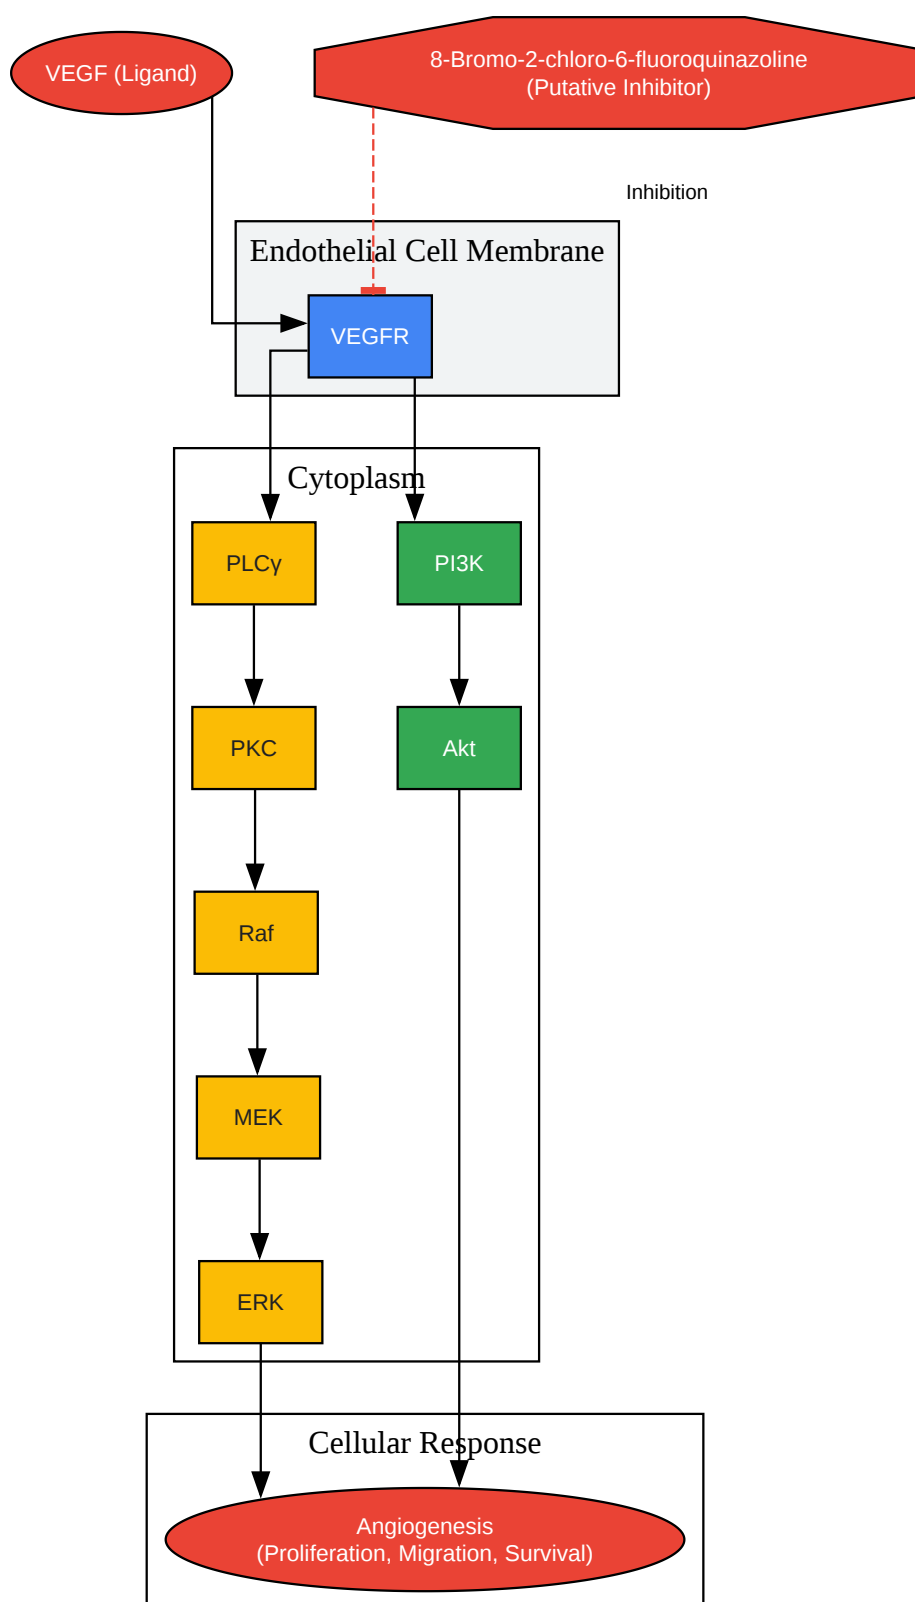 VEGF (Ligand)
8-Bromo-2-chloro-6-fluoroquinazoline
(Putative Inhibitor)
Inhibition
Endothelial Cell Membrane
VEGFR
Cytoplasm
PLCγ
PI3K
PKC
Akt
Raf
MEK
ERK
Cellular Response
Angiogenesis
(Proliferation, Migration, Survival)